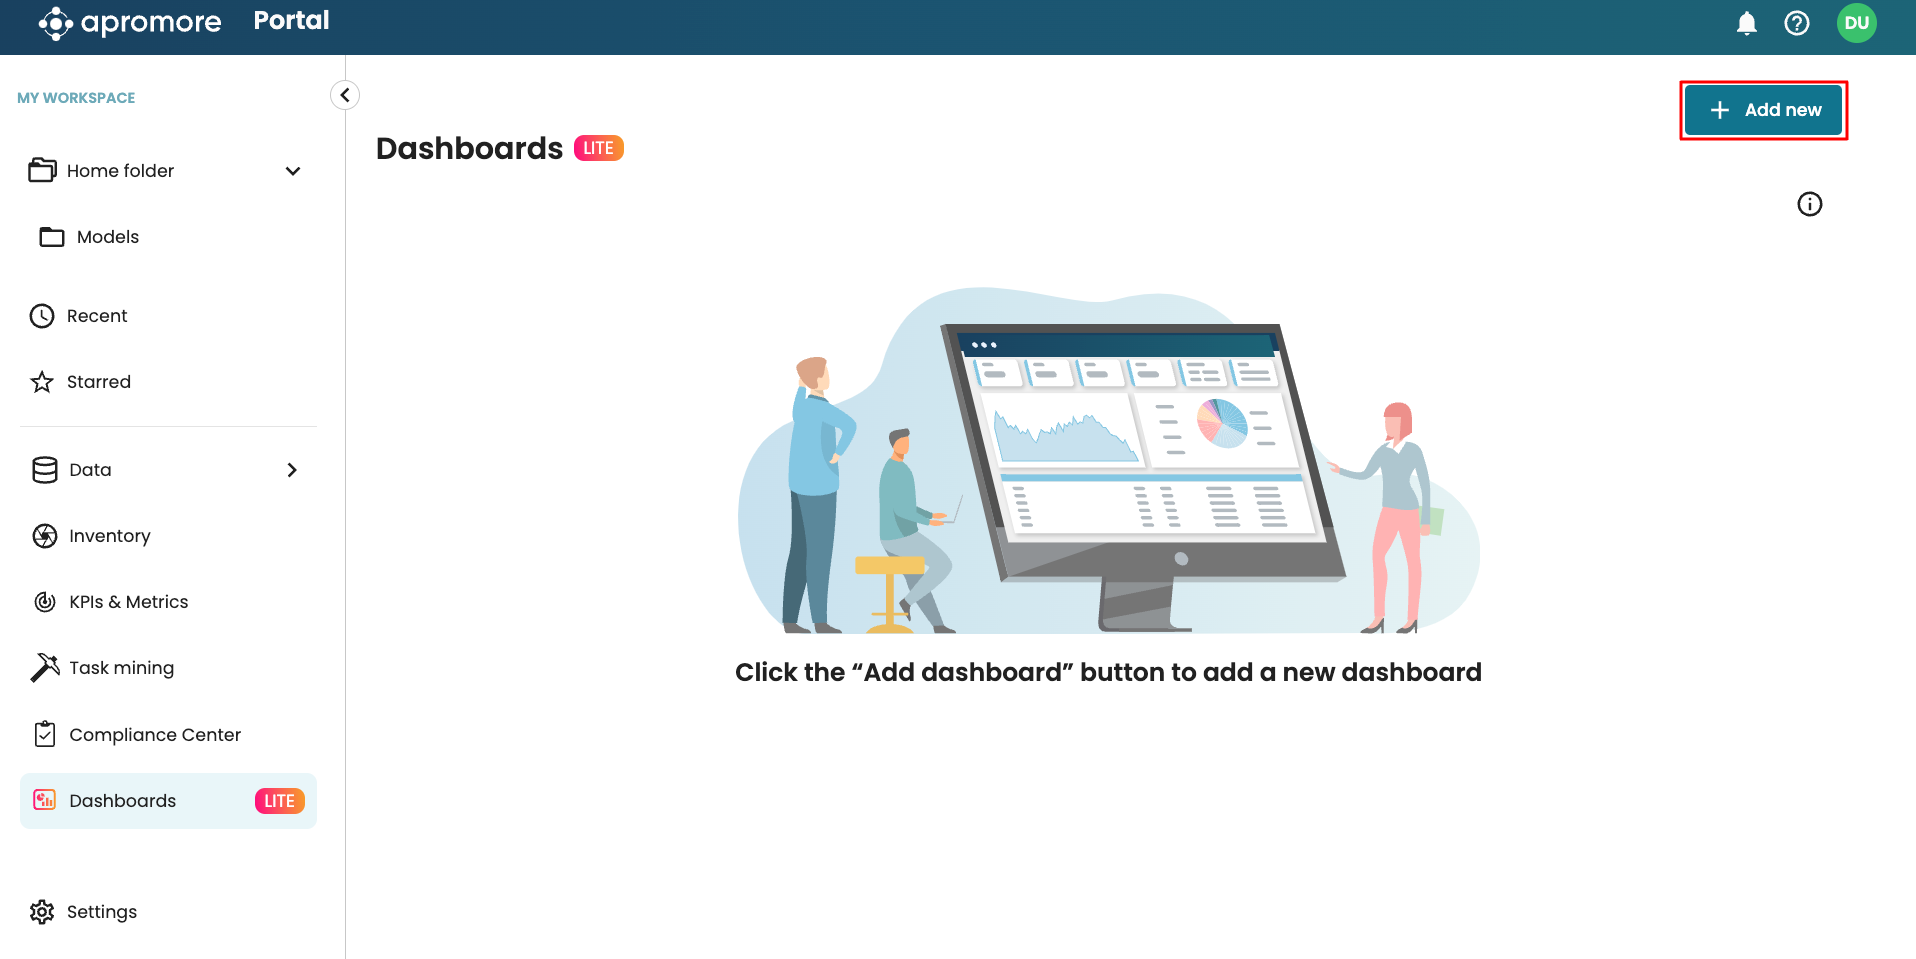 apromore Portal
DU
MY WORKSPACE
Add new
Dashboards LITE
Home folder
Models
Recent
Starred
Data
Inventory
KPIs & Metrics
Task mining
Click the “Add dashboard” button to add a new dashboard
Compliance Center
Dashboards LITE
Settings